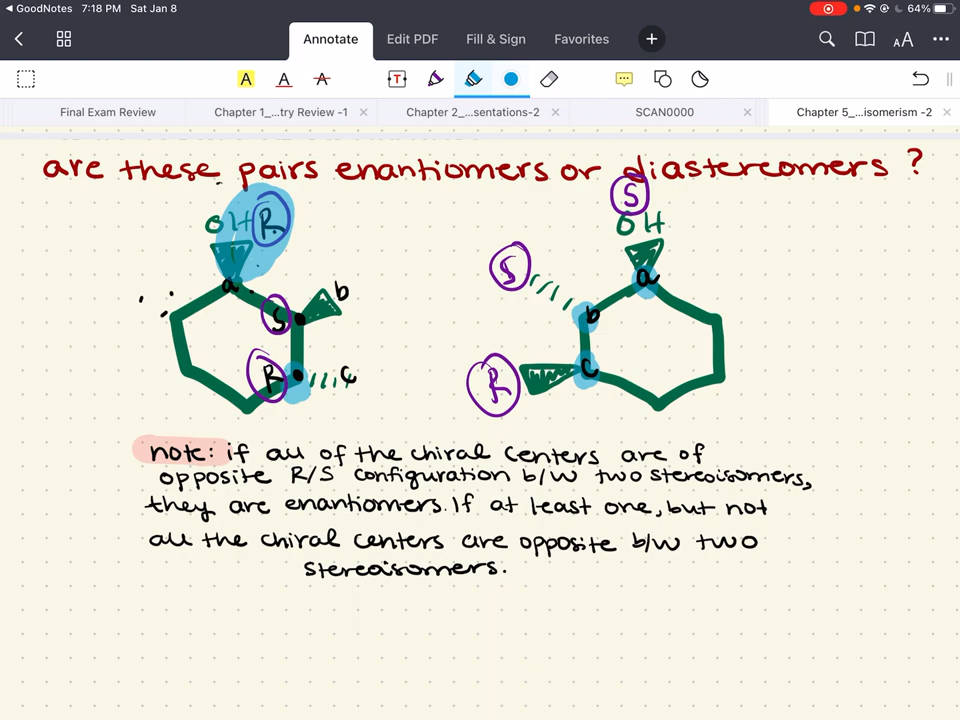 GoodNotes 7:18 PM Sat Jan 8 64%
Annotate Edit PDF Fill & Sign Favorites AA
A A A T
Final Exam Review Chapter 1_...try Review -1 Chapter 2_...sentations-2 SCAN0000 Chapter 5_...isomerism -2
are these pairs enantiomers or diastereomers ?
OH R
a
b
S
R
c
S
OH
S
a
b
c
R
note: if all of the chiral centers are of
opposite R/S configuration b/w two stereoisomers,
they are enantiomers. If at least one, but not
all the chiral centers are opposite b/w two
stereoisomers.